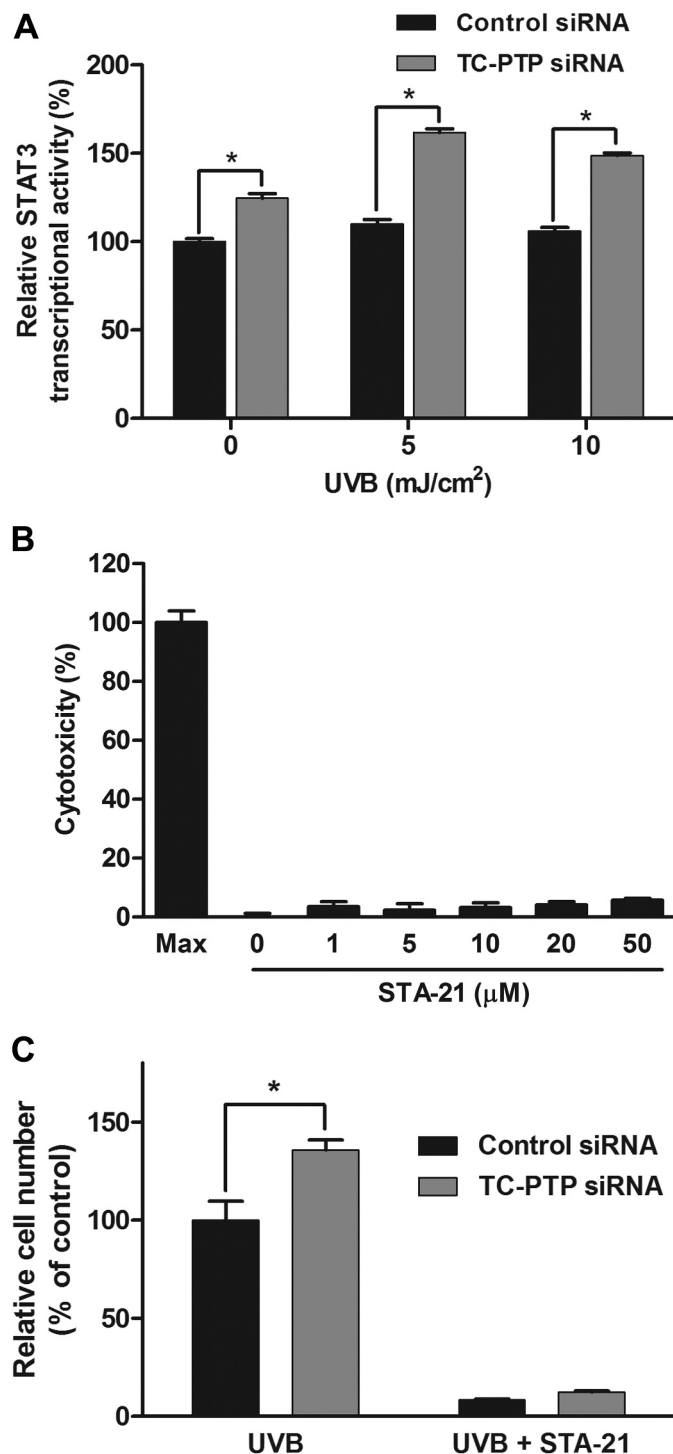 A
Control siRNA
TC-PTP siRNA
Relative STAT3
transcriptional activity (%)
200
150
100
50
0
*
*
*
0 5 10
UVB (mJ/cm²)
B
Cytotoxicity (%)
120
100
80
60
40
20
0
Max 0 1 5 10 20 50
STA-21 (μM)
C
Relative cell number
(% of control)
150
100
50
0
*
Control siRNA
TC-PTP siRNA
UVB UVB + STA-21